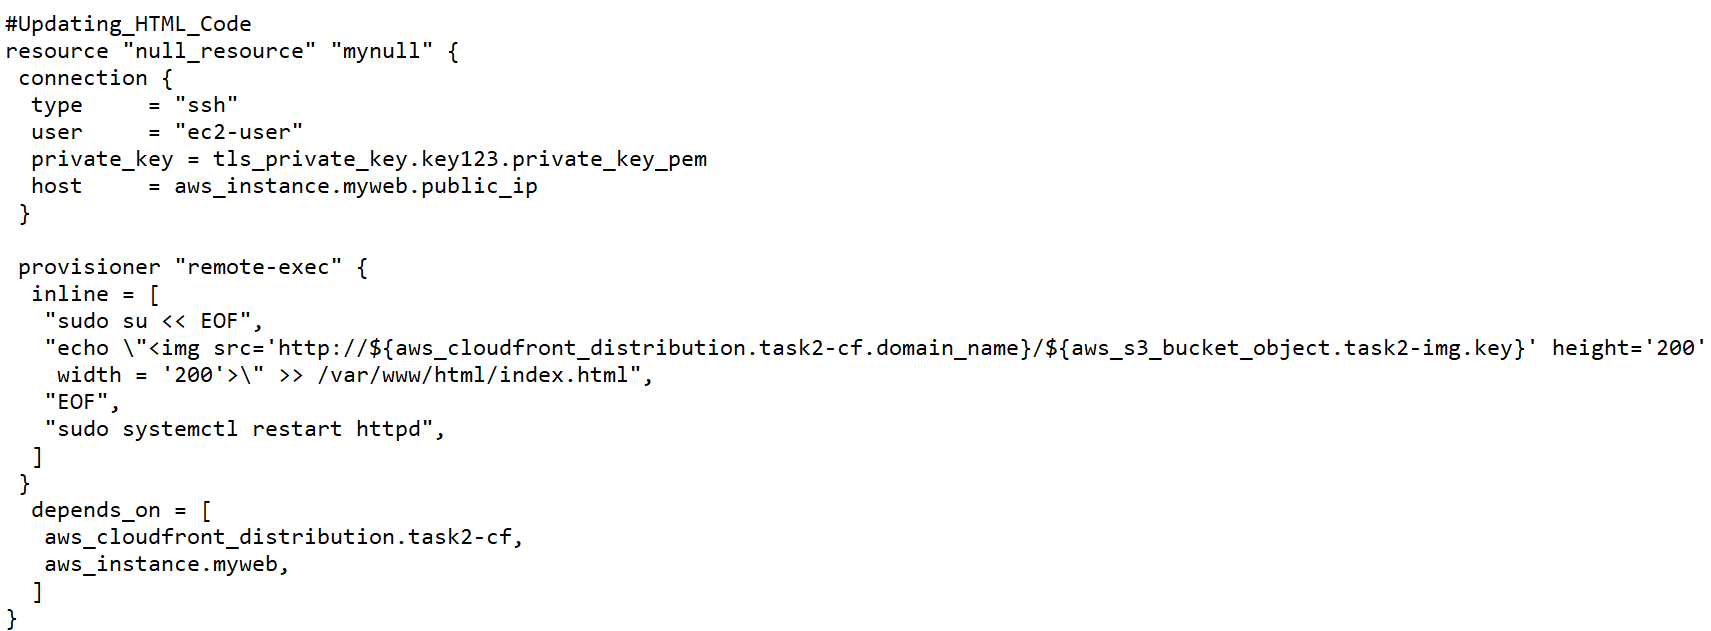 #Updating_HTML_Code
resource "null_resource" "mynull" {
 connection {
  type     = "ssh"
  user     = "ec2-user"
  private_key = tls_private_key.key123.private_key_pem
  host     = aws_instance.myweb.public_ip
 }

 provisioner "remote-exec" {
  inline = [
   "sudo su << EOF",
   "echo \"<img src='http://${aws_cloudfront_distribution.task2-cf.domain_name}/${aws_s3_bucket_object.task2-img.key}' height='200'
    width = '200'>\" >> /var/www/html/index.html",
   "EOF",
   "sudo systemctl restart httpd",
  ]
 }
  depends_on = [
   aws_cloudfront_distribution.task2-cf,
   aws_instance.myweb,
  ]
}